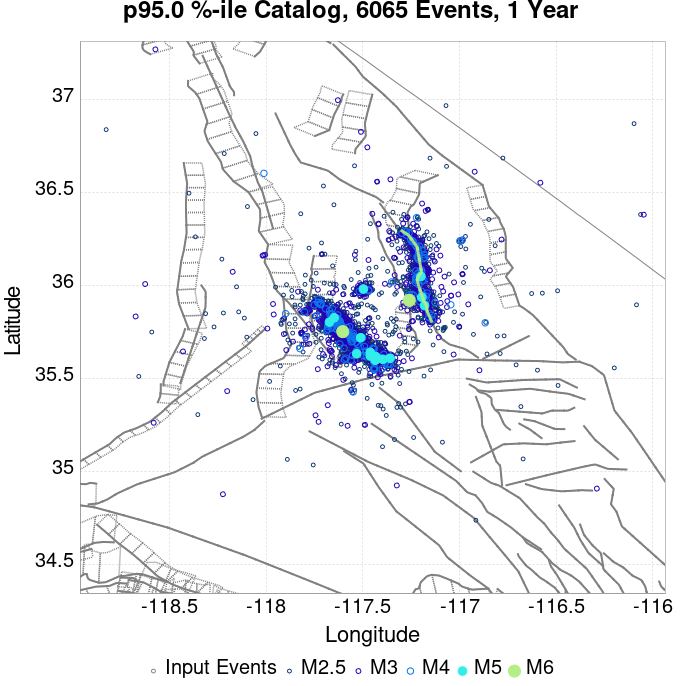 p95.0 %-ile Catalog, 6065 Events, 1 Year
37
36.5
36
35.5
35
34.5
Latitude
-118.5 -118 -117.5 -117 -116.5 -116
Longitude
Input Events M2.5 M3 M4 M5 M6